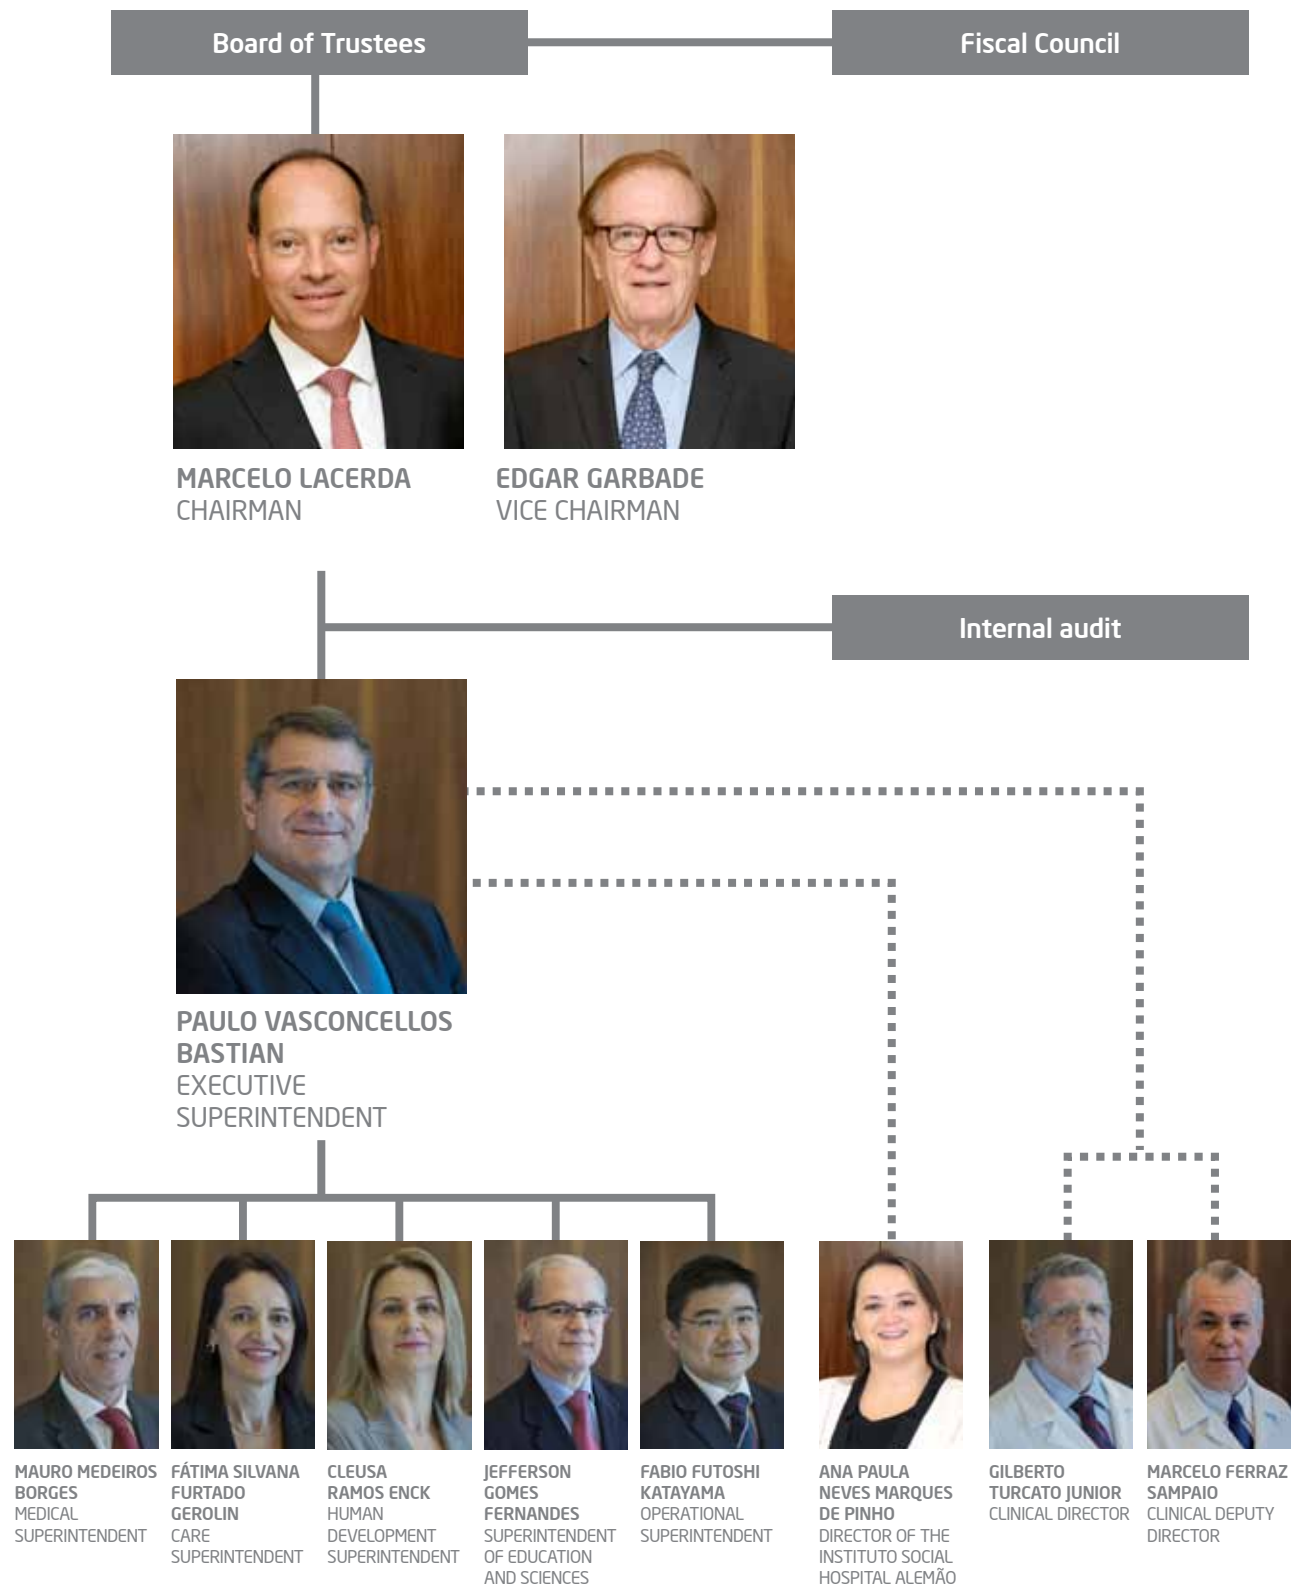 Board of Trustees
Fiscal Council
MARCELO LACERDA
CHAIRMAN
EDGAR GARBADE
VICE CHAIRMAN
Internal audit
PAULO VASCONCELLOS
BASTIAN
EXECUTIVE
SUPERINTENDENT
MAURO MEDEIROS
BORGES
MEDICAL
SUPERINTENDENT
FÁTIMA SILVANA
FURTADO
GEROLIN
CARE
SUPERINTENDENT
CLEUSA
RAMOS ENCK
HUMAN
DEVELOPMENT
SUPERINTENDENT
JEFFERSON
GOMES
FERNANDES
SUPERINTENDENT
OF EDUCATION
AND SCIENCES
FABIO FUTOSHI
KATAYAMA
OPERATIONAL
SUPERINTENDENT
ANA PAULA
NEVES MARQUES
DE PINHO
DIRECTOR OF THE
INSTITUTO SOCIAL
HOSPITAL ALEMÃO
GILBERTO
TURCATO JUNIOR
CLINICAL DIRECTOR
MARCELO FERRAZ
SAMPAIO
CLINICAL DEPUTY
DIRECTOR